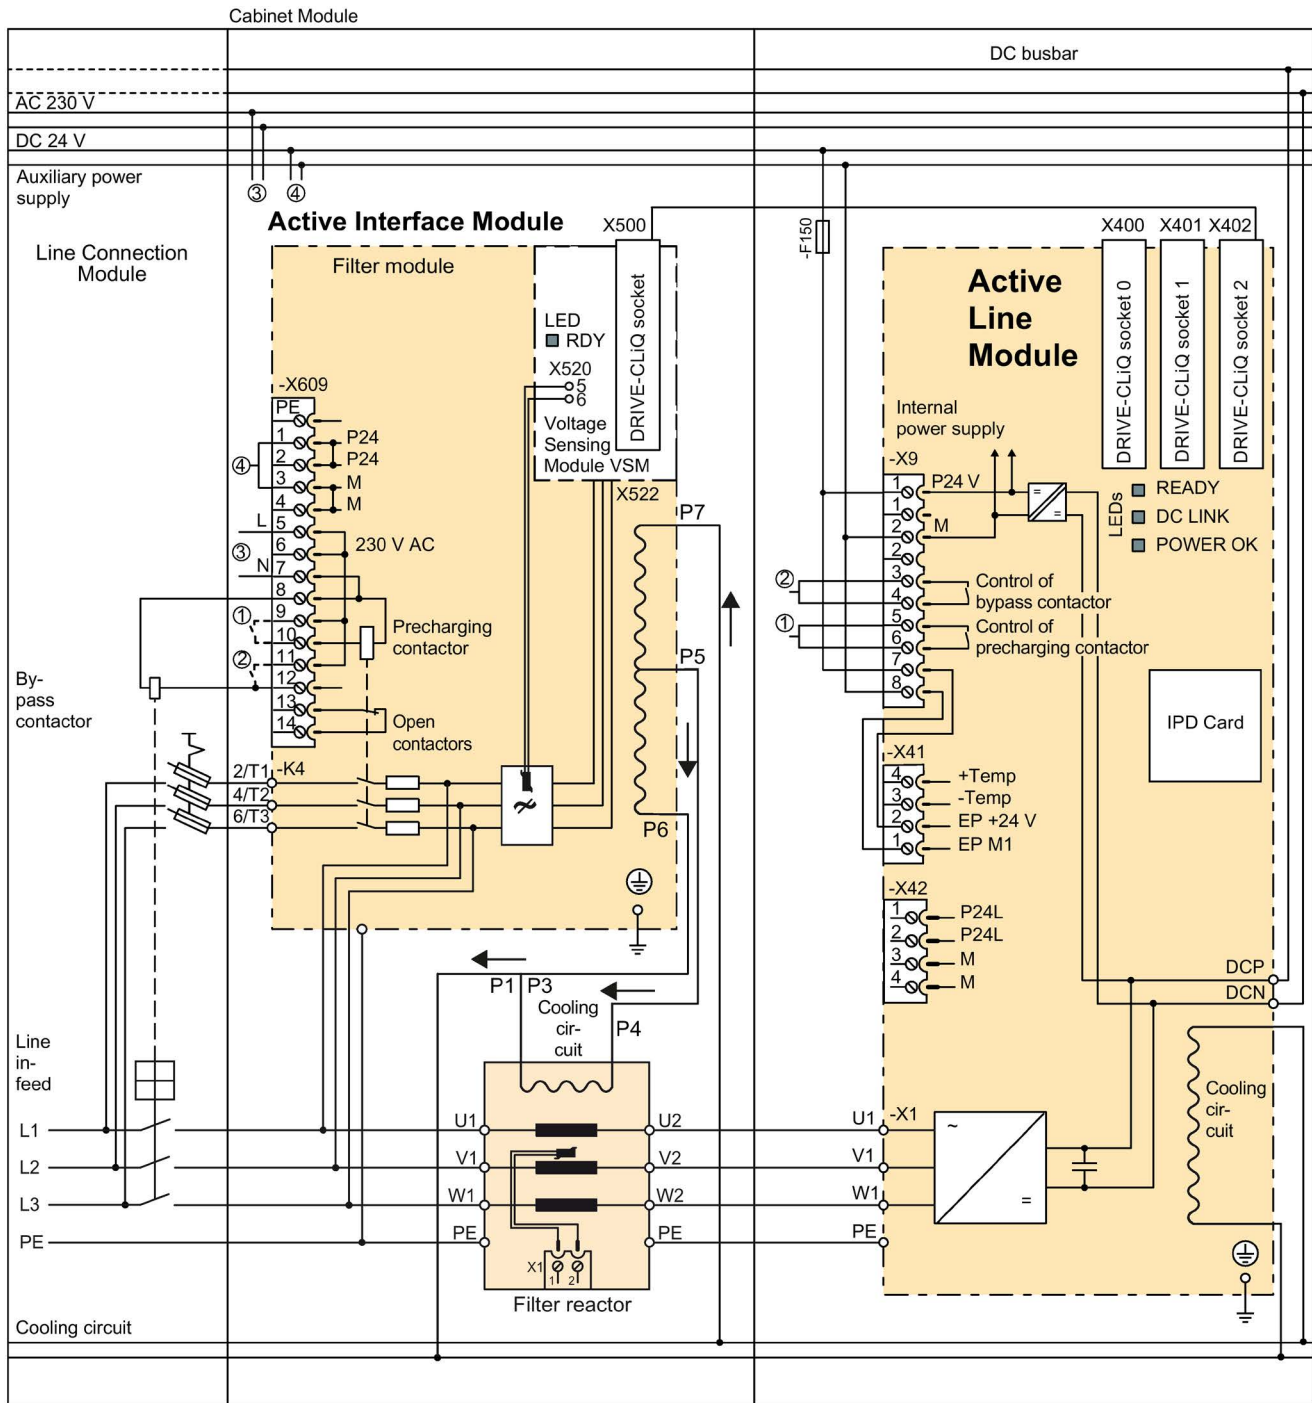 Cabinet Module
DC busbar
AC 230 V
DC 24 V
Auxiliary power
supply
③
④
Line Connection
Module
Active Interface Module
Filter module
X500
DRIVE-CLiQ socket
LED
RDY
X520
5
6
Voltage
Sensing
Module VSM
X522
-X609
PE
1
P24
2
P24
3
M
4
M
④
L
5
6
③
230 V AC
N
7
8
9
①
10
Precharging
contactor
11
②
12
13
14
Open
contactors
By-
pass
contactor
2/T1
-K4
4/T2
6/T3
P7
P5
P6
P1
P3
P4
Cooling
cir-
cuit
-F150
X400
X401
X402
DRIVE-CLiQ socket 0
DRIVE-CLiQ socket 1
DRIVE-CLiQ socket 2
Active
Line
Module
Internal
power supply
-X9
1
P24 V
1
2
M
2
=
=
LEDs
READY
DC LINK
POWER OK
②
3
4
Control of
bypass contactor
①
5
6
Control of
precharging contactor
7
8
IPD Card
-X41
4
+Temp
3
-Temp
2
EP +24 V
1
EP M1
-X42
1
P24L
2
P24L
3
M
4
M
DCP
DCN
Cooling
cir-
cuit
Line
in-
feed
L1
L2
L3
PE
U1
U2
V1
V2
W1
W2
PE
PE
X1
1
2
Filter reactor
U1
-X1
V1
W1
PE
~
=
Cooling circuit